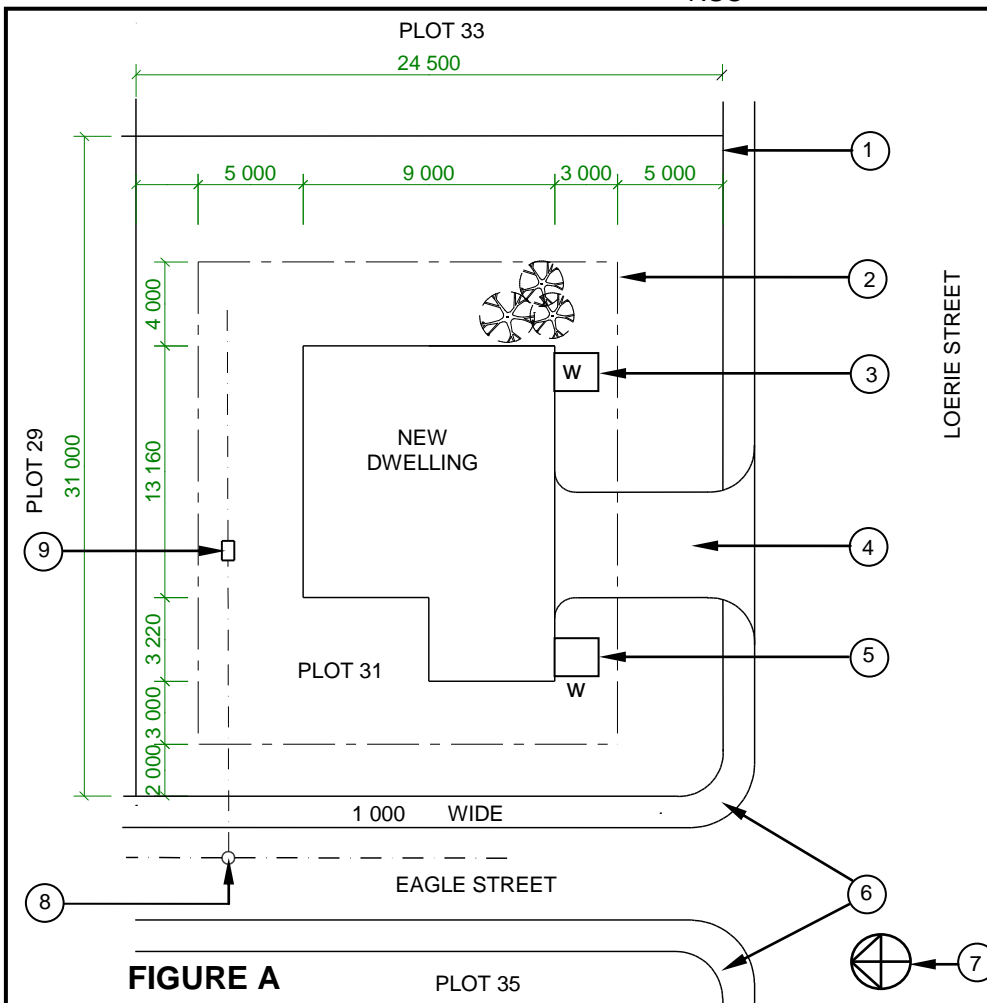 PLOT 33
24 500
1
5 000
9 000
3 000
5 000
2
LOERIE STREET
4 000
W
3
PLOT 29
31 000
13 160
NEW
DWELLING
9
4
3 220
PLOT 31
W
5
3 000
2 000
1 000 WIDE
8
EAGLE STREET
6
7
FIGURE A
PLOT 35